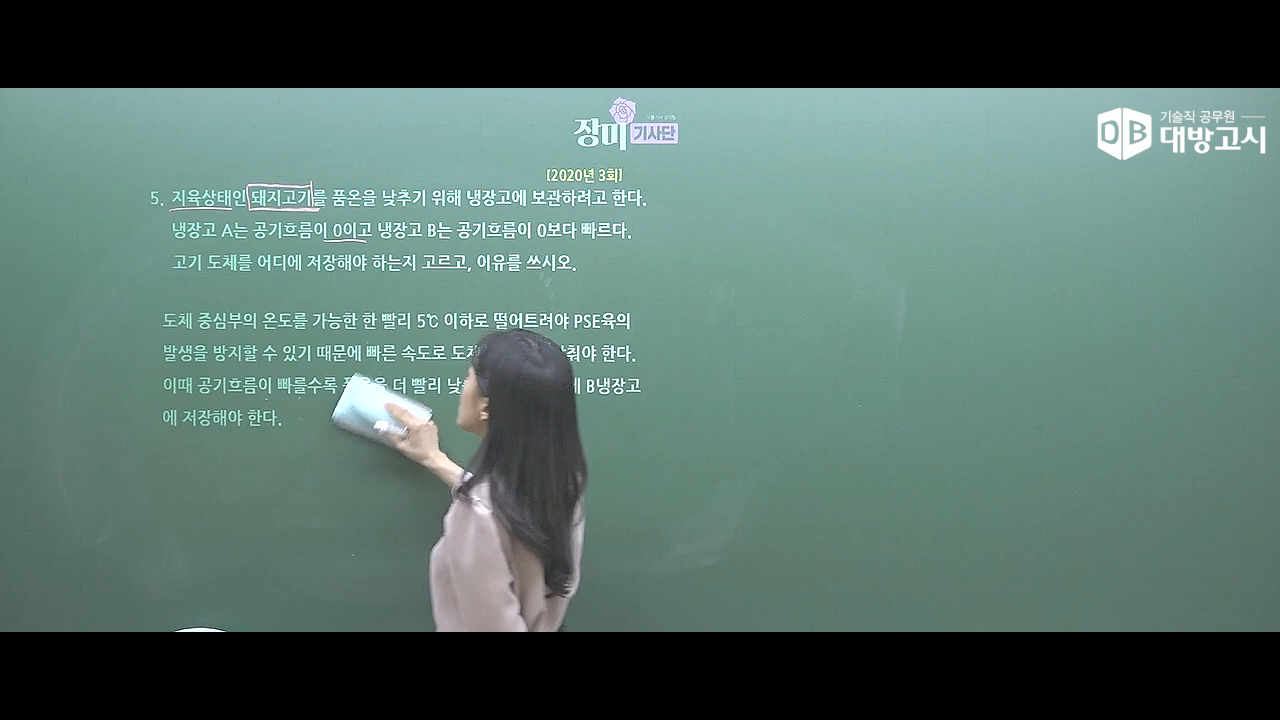 장미 기사단
기술직 공무원
대방고시
DB
[2020년 3회]
5. 지육상태인 돼지고기를 품온을 낮추기 위해 냉장고에 보관하려고 한다.
냉장고 A는 공기흐름이 0이고 냉장고 B는 공기흐름이 0보다 빠르다.
고기 도체를 어디에 저장해야 하는지 고르고, 이유를 쓰시오.
도체 중심부의 온도를 가능한 한 빨리 5℃ 이하로 떨어트려야 PSE육의
발생을 방지할 수 있기 때문에 빠른 속도로 한다.
이때 공기흐름이 빠를수록 더 빨리 B냉장고
에 저장해야 한다.